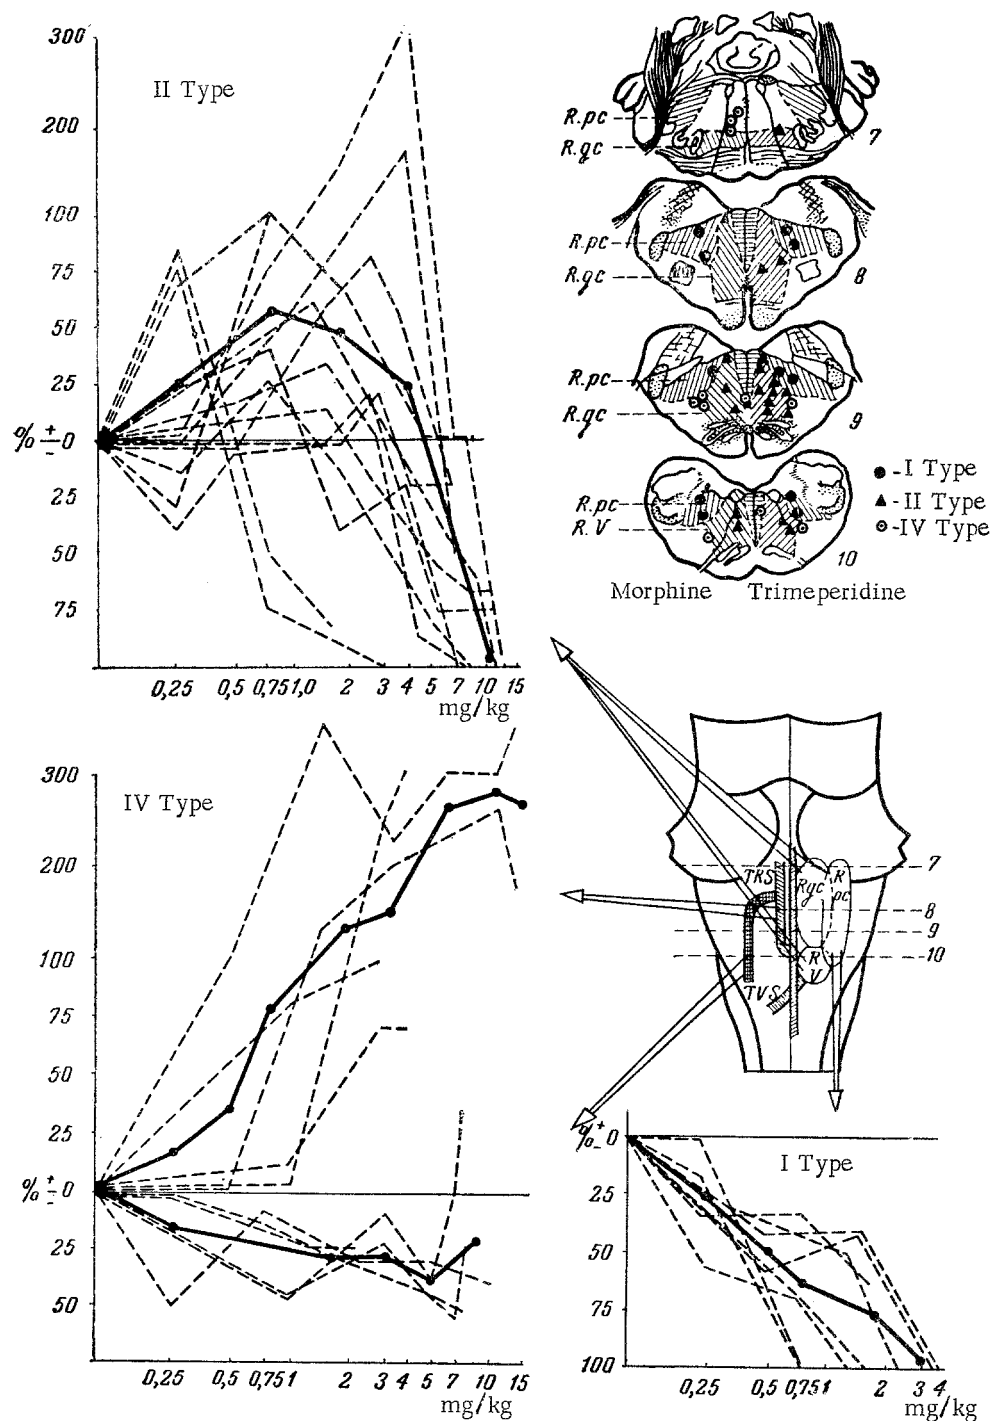 II Type
300
200
100
75
50
25
% ± 0
25
50
75
0,25 0,5 0,75 1,0 2 3 4 5 7 10 15
mg/kg
R.pc
R.gc
7
R.pc
R.gc
8
R.pc
R.gc
9
R.pc
R.V
10
● - I Type
▲ - II Type
⊙ - IV Type
Morphine Trimeperidine
IV Type
300
200
100
75
50
25
% ± 0
25
50
0,25 0,5 0,75 1 2 3 4 5 7 10 15
mg/kg
TRS Rgc R pc
R V
TVS
7
8
9
10
I Type
% ± 0
25
50
75
100
0,25 0,5 0,75 1 2 3 4
mg/kg